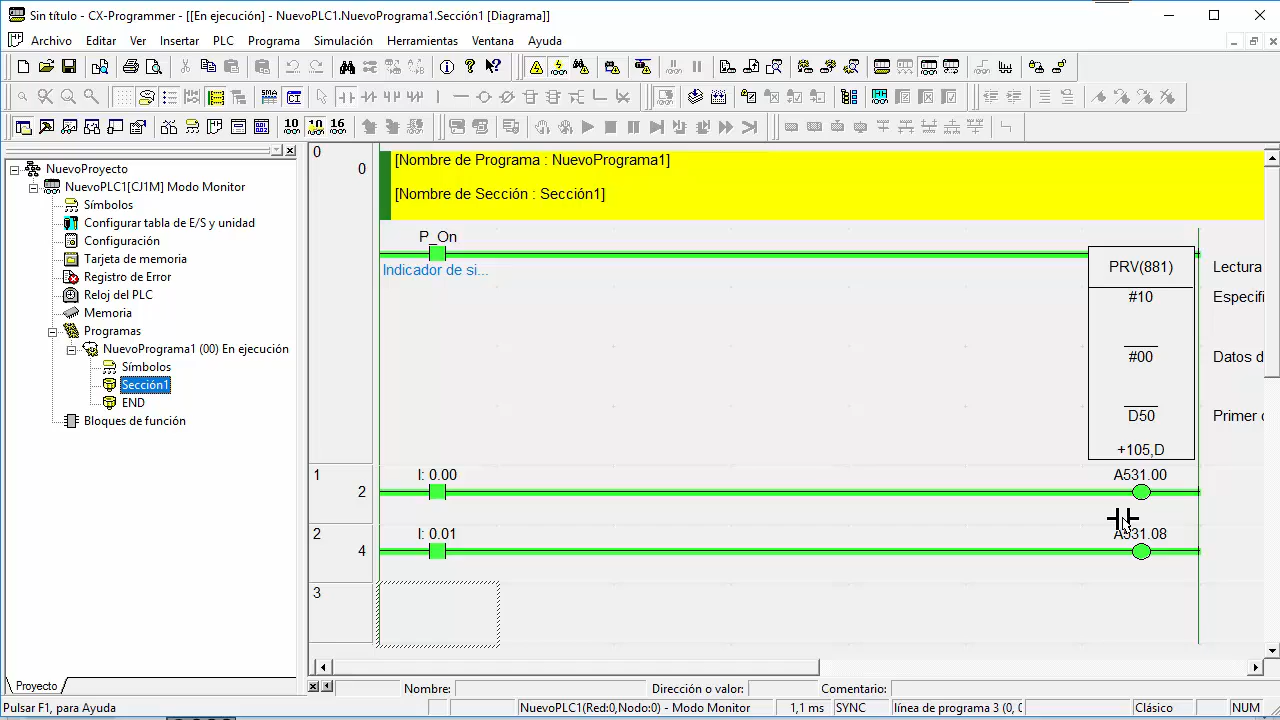 Sin título - CX-Programmer - [[En ejecución] - NuevoPLC1.NuevoPrograma1.Sección1 [Diagrama]]
Archivo Editar Ver Insertar PLC Programa Simulación Herramientas Ventana Ayuda
10 10 16
NuevoProyecto
NuevoPLC1[CJ1M] Modo Monitor
Símbolos
Configurar tabla de E/S y unidad
Configuración
Tarjeta de memoria
Registro de Error
Reloj del PLC
Memoria
Programas
NuevoPrograma1 (00) En ejecución
Símbolos
Sección1
END
Bloques de función
Proyecto
0
0
[Nombre de Programa : NuevoPrograma1]
[Nombre de Sección : Sección1]
P_On
Indicador de si...
PRV(881)
Lectura
#10
Especifi
#00
Datos d
D50
Primer
+105,D
1
2
I: 0.00
A531.00
2
4
I: 0.01
A531.08
3
Nombre: Dirección o valor: Comentario:
Pulsar F1, para Ayuda
NuevoPLC1(Red:0,Nodo:0) - Modo Monitor 1,1 ms SYNC línea de programa 3 (0, Clásico NUM